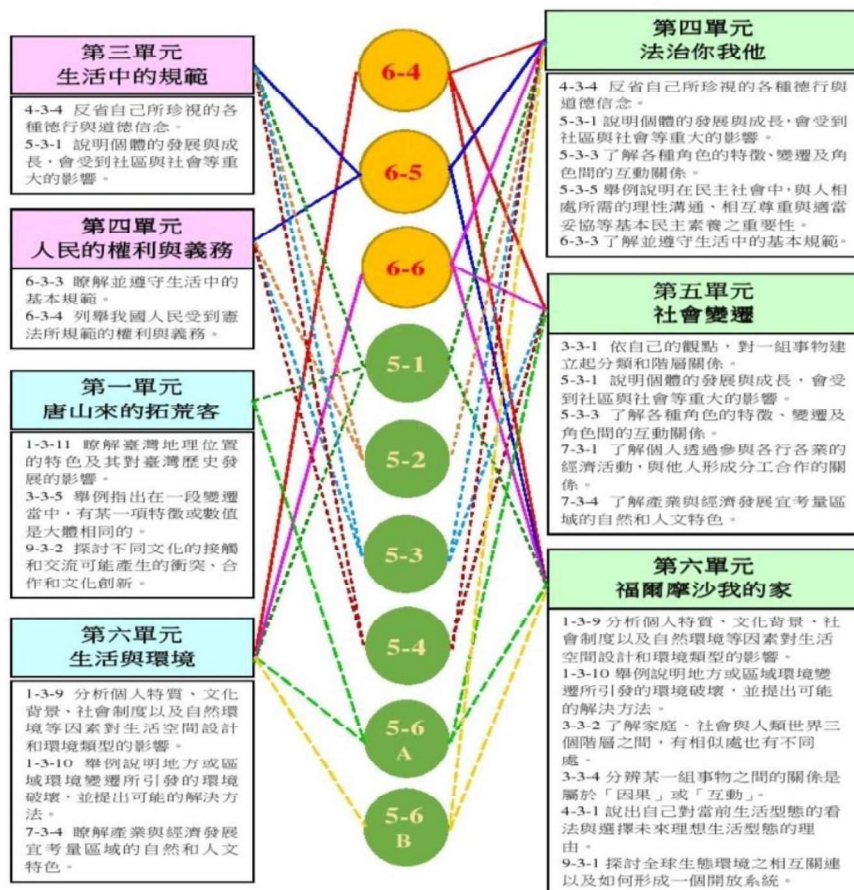 第三單元
生活中的規範
4-3-4 反省自己所珍視的各
種德行與道德信念。
5-3-1 說明個體的發展與成
長，會受到社區與社會等重
大的影響。
第四單元
人民的權利與義務
6-3-3 瞭解並遵守生活中的
基本規範。
6-3-4 列舉我國人民受到憲
法所規範的權利與義務。
第一單元
唐山來的拓荒客
1-3-11 瞭解臺灣地理位置
的特色及其對臺灣歷史發
展的影響。
3-3-5 舉例指出在一段變遷
當中，有某一項特徵或數值
是大體相同的。
9-3-2 探討不同文化的接觸
和交流可能產生的衝突、合
作和文化創新。
第六單元
生活與環境
1-3-9 分析個人特質、文化
背景、社會制度以及自然環
境等因素對生活空間設計
和環境類型的影響。
1-3-10 舉例說明地方或區
域環境變遷所引發的環境
破壞，並提出可能的解決方
法。
7-3-4 瞭解產業與經濟發展
宜考量區域的自然和人文
特色。
6-4
6-5
6-6
5-1
5-2
5-3
5-4
5-6
A
5-6
B
第四單元
法治你我他
4-3-4 反省自己所珍視的各種德行與
道德信念。
5-3-1 說明個體的發展與成長，會受到
社區與社會等重大的影響。
5-3-3 了解各種角色的特徵、變遷及
角色間的互動關係。
5-3-5 舉例說明在民主社會中，與人相
處所需的理性溝通、相互尊重與適當
妥協等基本民主素養之重要性。
6-3-3 了解並遵守生活中的基本規範。
第五單元
社會變遷
3-3-1 依自己的觀點，對一組事物建
立起分類和階層關係。
5-3-1 說明個體的發展與成長，會受
到社區與社會等重大的影響。
5-3-3 了解各種角色的特徵、變遷及
角色間的互動關係。
7-3-1 了解個人透過參與各行各業的
經濟活動，與他人形成分工合作的關
係。
7-3-4 了解產業與經濟發展宜考量區
域的自然和人文特色。
第六單元
福爾摩沙我的家
1-3-9 分析個人特質、文化背景、社
會制度以及自然環境等因素對生活
空間設計和環境類型的影響。
1-3-10 舉例說明地方或區域環境變
遷所引發的環境破壞，並提出可能
的解決方法。
3-3-2 了解家庭、社會與人類世界三
個階層之間，有相似處也有不同
處。
3-3-4 分辨某一組事物之間的關係是
屬於「因果」或「互動」。
4-3-1 說出自己對當前生活型態的看
法與選擇未來理想生活型態的理
由。
9-3-1 探討全球生態環境之相互關連
以及如何形成一個開放系統。